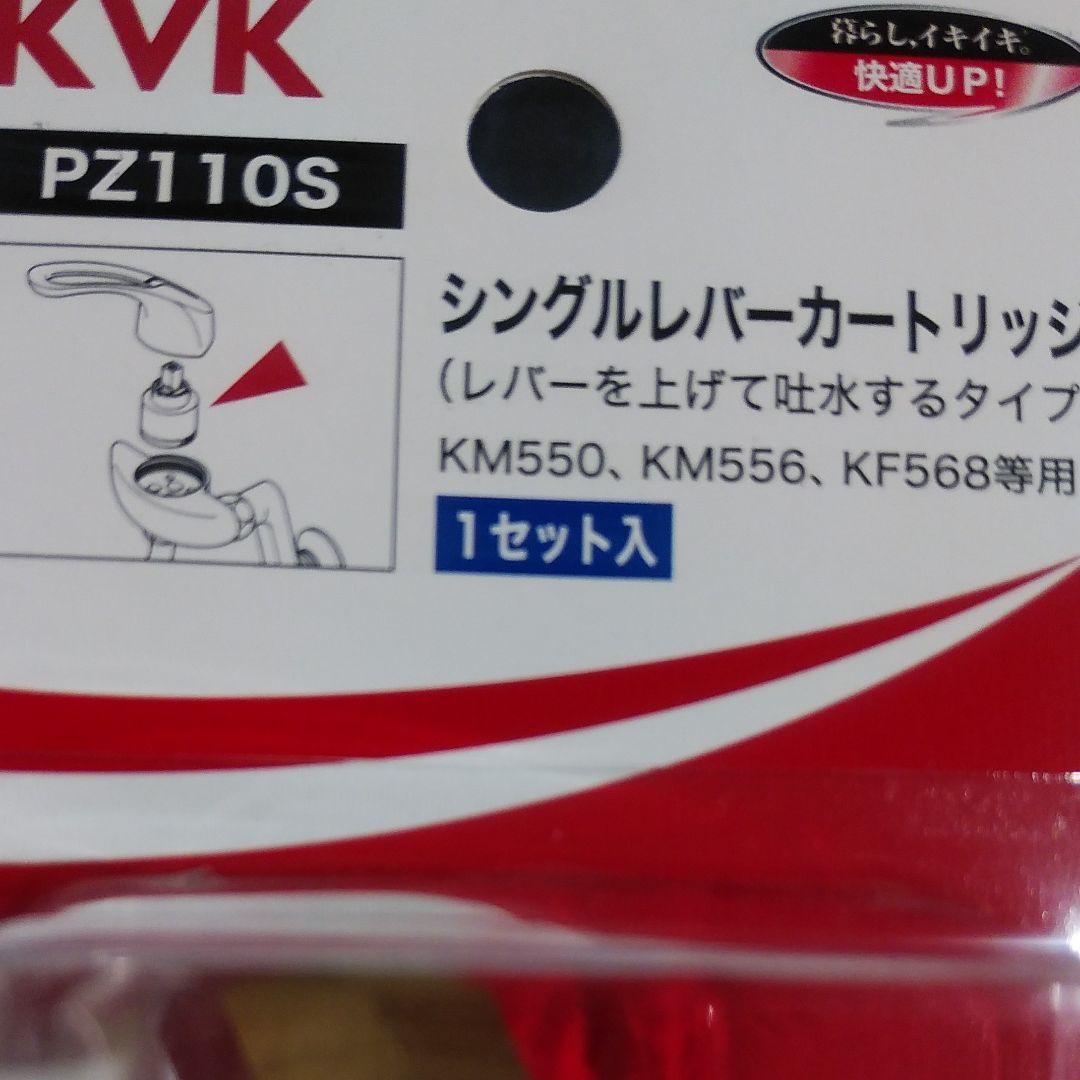 KVK
暮らし、イキイキ。
快適UP!
PZ110S
シングルレバーカートリッジ
(レバーを上げて吐水するタイプ
KM550、KM556、KF568等用
1セット入